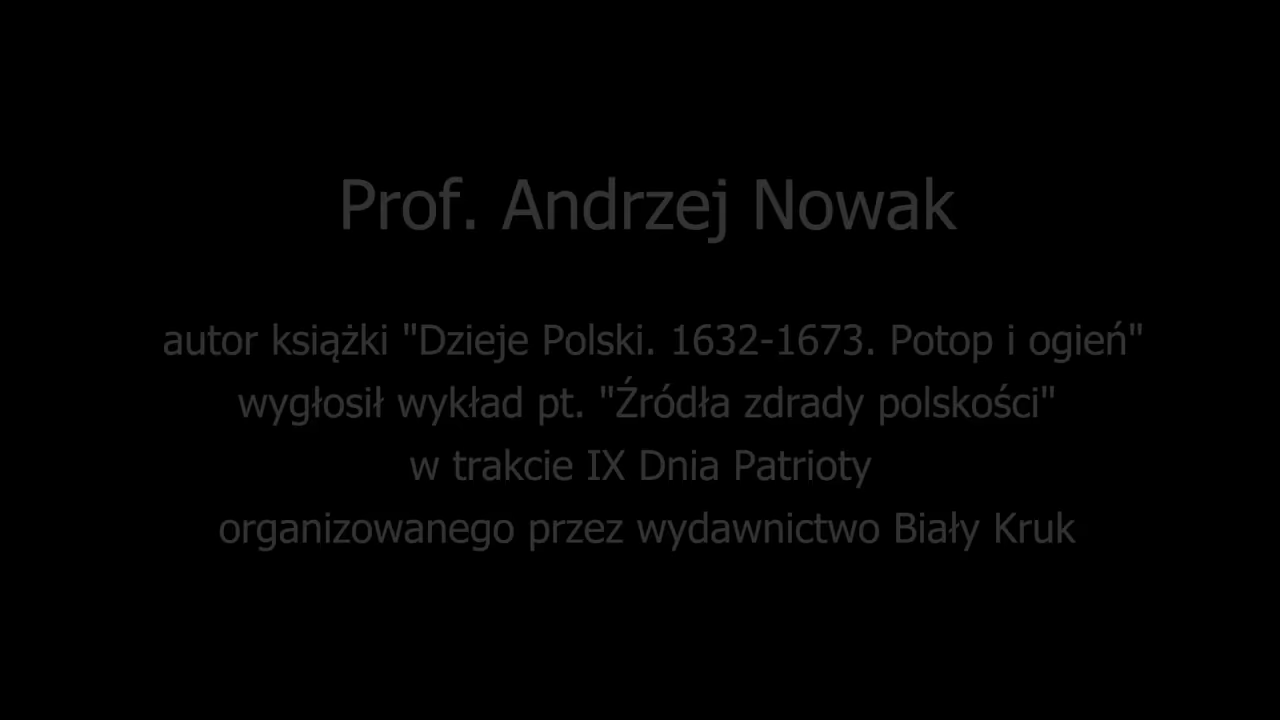 Prof. Andrzej Nowak
autor książki "Dzieje Polski. 1632-1673. Potop i ogień"
wygłosił wykład pt. "Źródła zdrady polskości"
w trakcie IX Dnia Patrioty
organizowanego przez wydawnictwo Biały Kruk